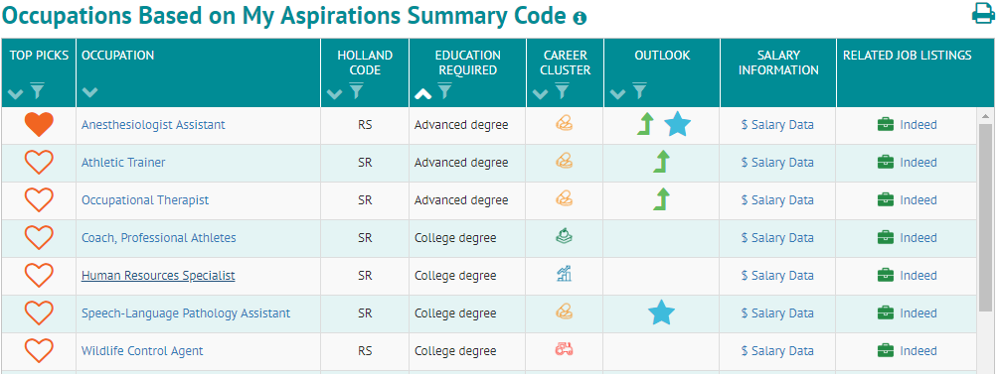 Occupations Based on My Aspirations Summary Code
TOP PICKS OCCUPATION HOLLAND CODE EDUCATION REQUIRED CAREER CLUSTER OUTLOOK SALARY INFORMATION RELATED JOB LISTINGS
Anesthesiologist Assistant RS Advanced degree $ Salary Data Indeed
Athletic Trainer SR Advanced degree $ Salary Data Indeed
Occupational Therapist SR Advanced degree $ Salary Data Indeed
Coach, Professional Athletes SR College degree $ Salary Data Indeed
Human Resources Specialist SR College degree $ Salary Data Indeed
Speech-Language Pathology Assistant SR College degree $ Salary Data Indeed
Wildlife Control Agent RS College degree $ Salary Data Indeed